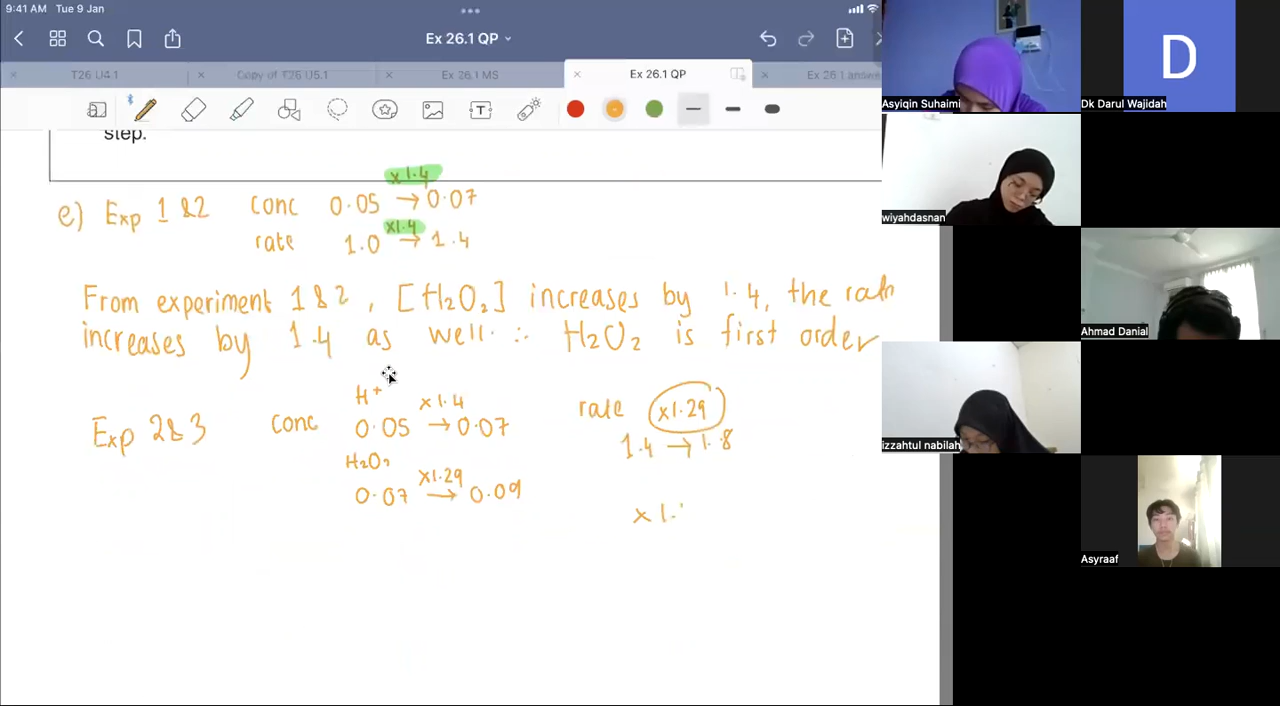 9:41 AM Tue 9 Jan
Ex 26.1 QP
T26 U4.1
Copy of T26 U5.1
Ex 26.1 MS
Ex 26.1 QP
Ex 26.1 answe
step.
e) Exp 1 & 2 conc 0.05 → 0.07
x1.4
rate 1.0 → 1.4
x1.4
From experiment 1 & 2, [H₂O₂] increases by 1.4, the rate
increases by 1.4 as well ∴ H₂O₂ is first order
Exp 2 & 3 conc
H⁺
x1.4
0.05 → 0.07
H₂O₂
x1.29
0.07 → 0.09
rate x1.29
1.4 → 1.8
x 1.
Asyiqin Suhaimi
D
Dk Darul Wajidah
wiyahdasnan
Ahmad Danial
izzahtul nabilah
Asyraaf